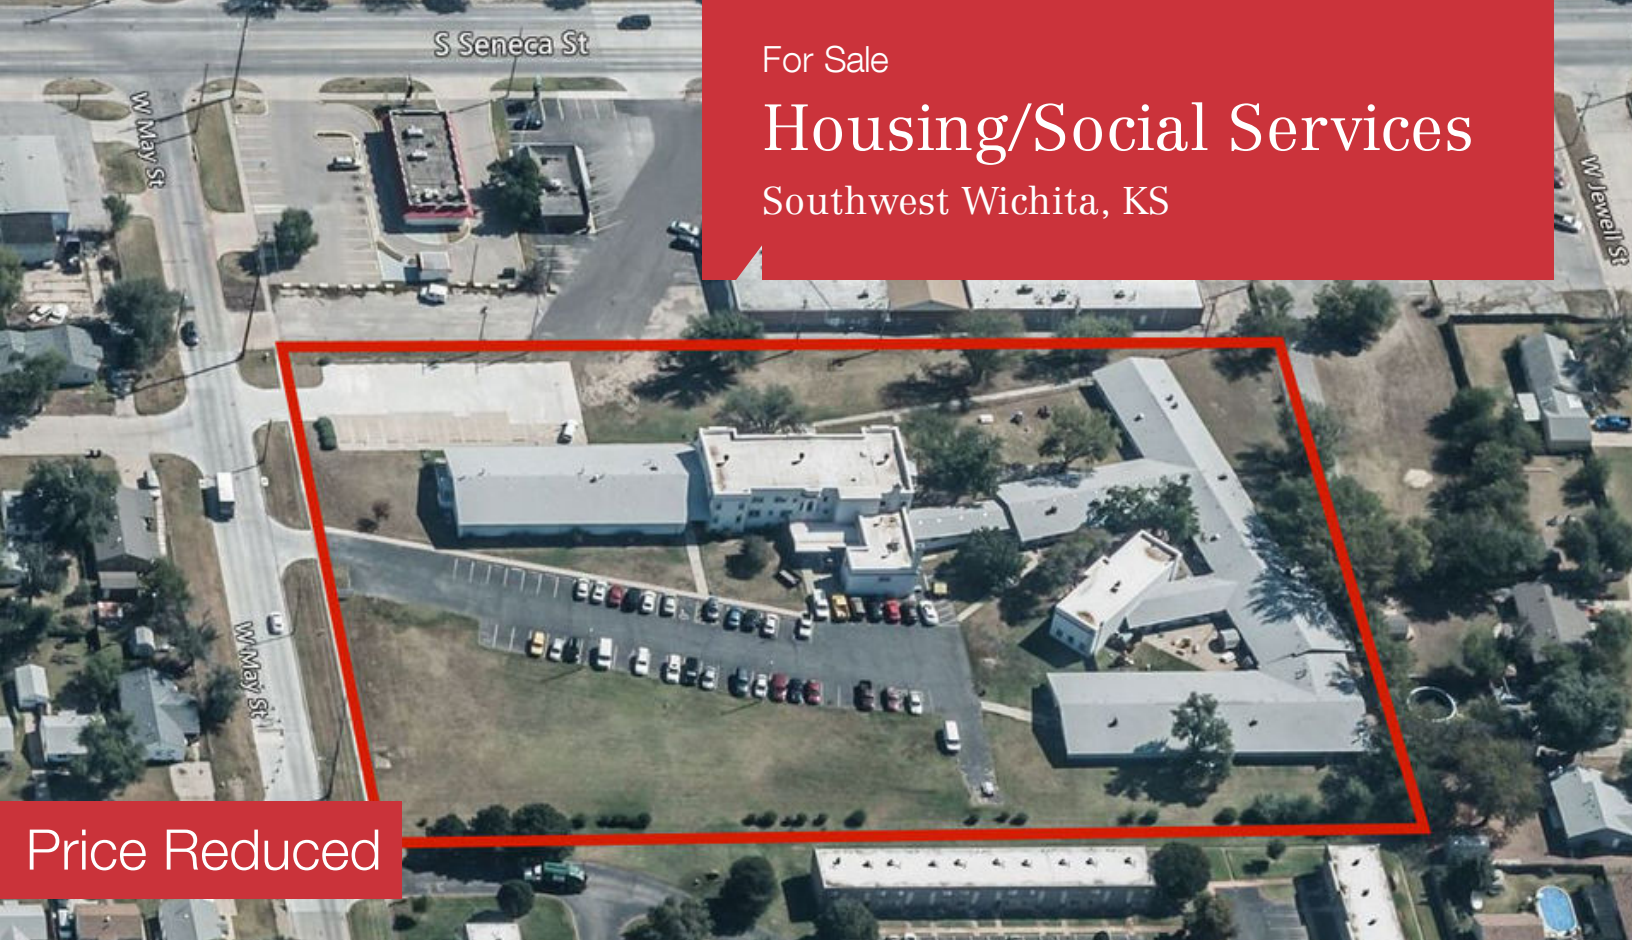 S Seneca St
For Sale
Housing/Social Services
Southwest Wichita, KS
W May St
W Jewell St
W May St
Price Reduced